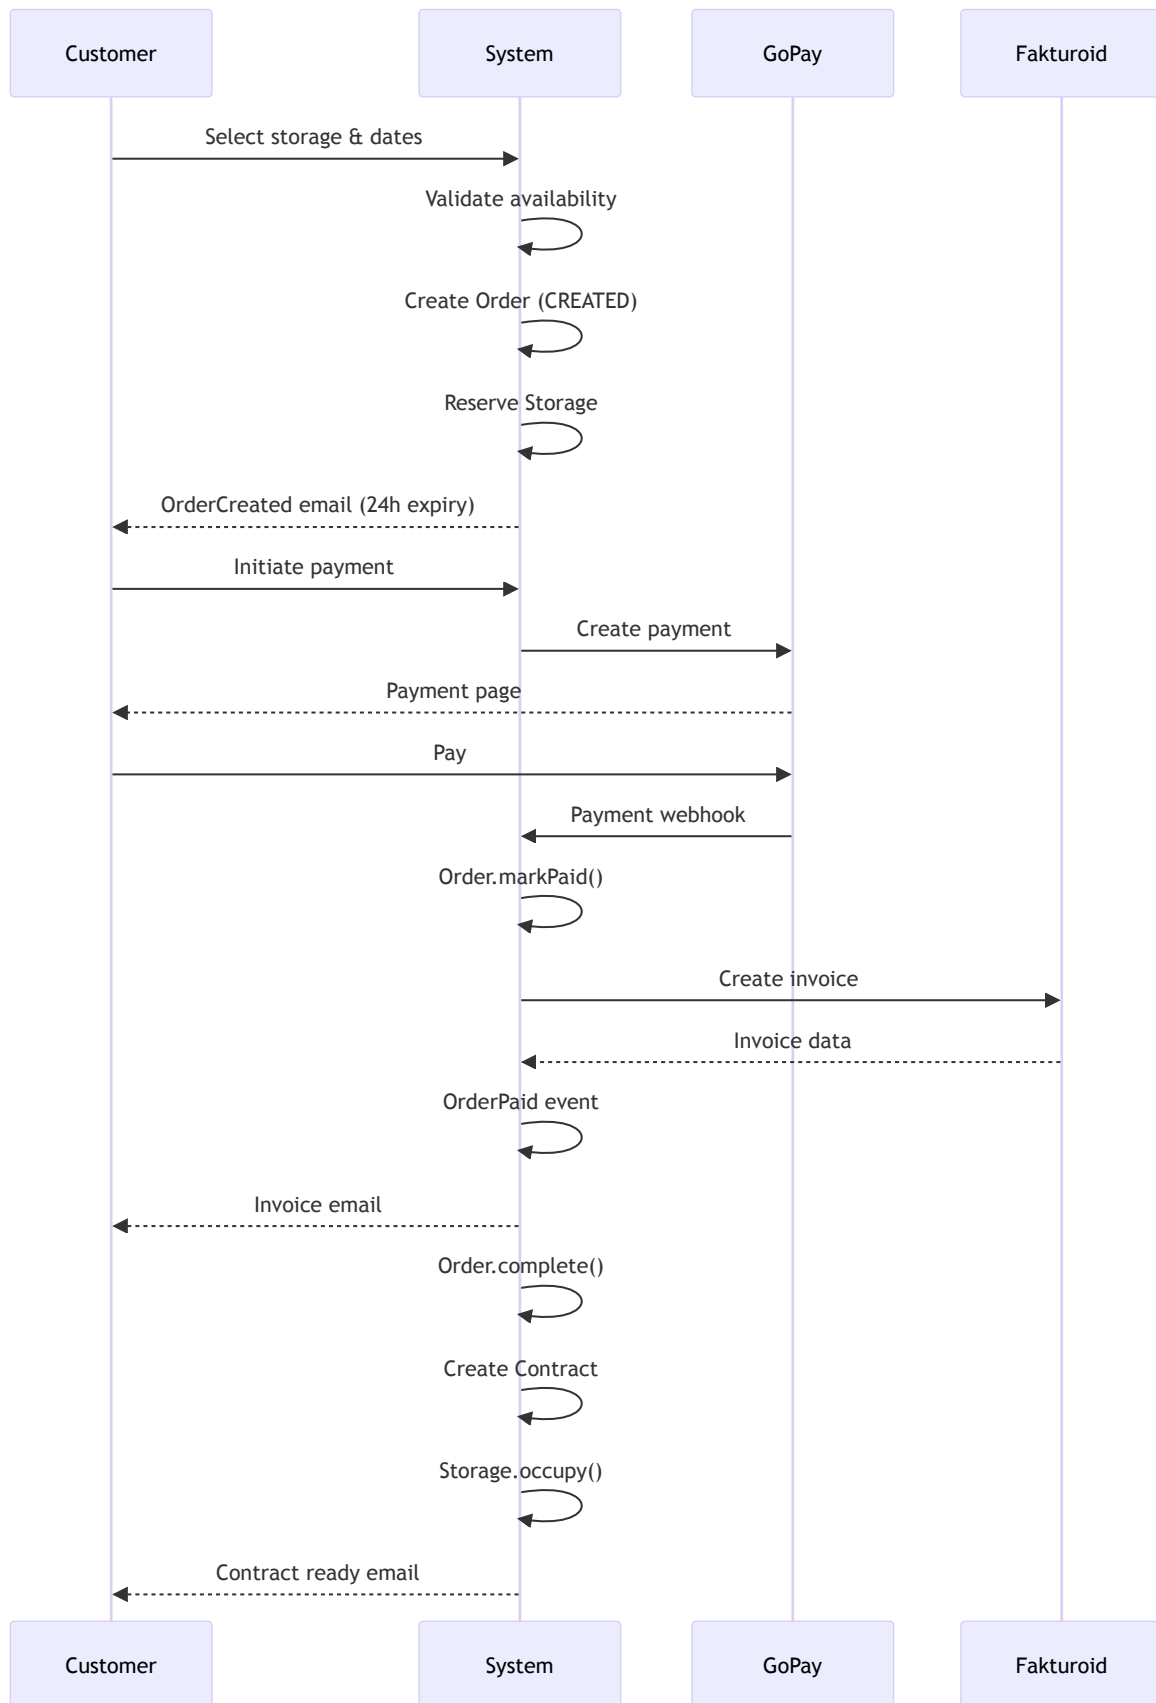 Customer
System
GoPay
Fakturoid
Select storage & dates
Validate availability
Create Order (CREATED)
Reserve Storage
OrderCreated email (24h expiry)
Initiate payment
Create payment
Payment page
Pay
Payment webhook
Order.markPaid()
Create invoice
Invoice data
OrderPaid event
Invoice email
Order.complete()
Create Contract
Storage.occupy()
Contract ready email
Customer
System
GoPay
Fakturoid